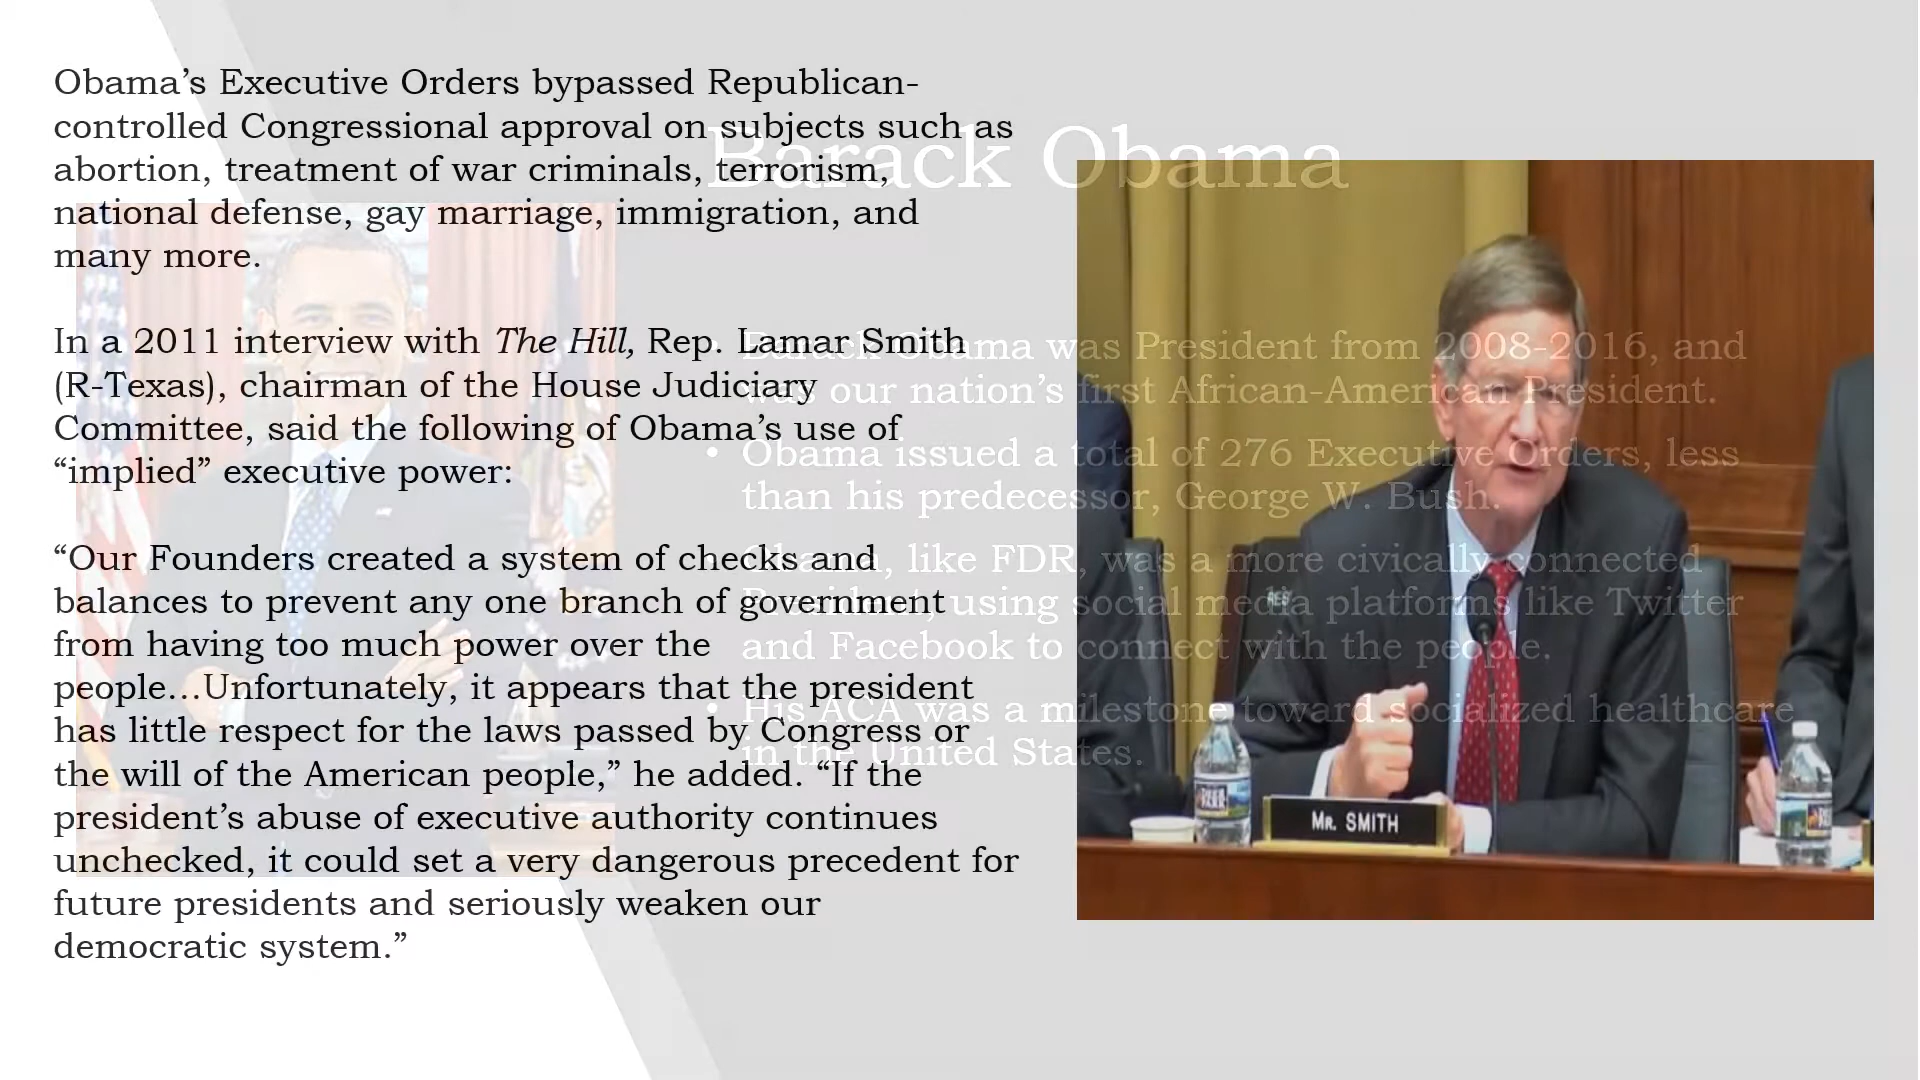 Obama’s Executive Orders bypassed Republican-
controlled Congressional approval on subjects such as
abortion, treatment of war criminals, terrorism,
national defense, gay marriage, immigration, and
many more.
In a 2011 interview with The Hill, Rep. Lamar Smith
(R-Texas), chairman of the House Judiciary
Committee, said the following of Obama’s use of
“implied” executive power:
“Our Founders created a system of checks and
balances to prevent any one branch of government
from having too much power over the
people…Unfortunately, it appears that the president
has little respect for the laws passed by Congress or
the will of the American people,” he added. “If the
president’s abuse of executive authority continues
unchecked, it could set a very dangerous precedent for
future presidents and seriously weaken our
democratic system.”
Barack Obama
• Barack Obama was President from 2008-2016, and
was our nation’s first African-American President.
• Obama issued a total of 276 Executive Orders, less
than his predecessor, George W. Bush.
• Obama, like FDR, was a more civically connected
President, using social media platforms like Twitter
and Facebook to connect with the people.
• His ACA was a milestone toward socialized healthcare
in the United States.
MR. SMITH